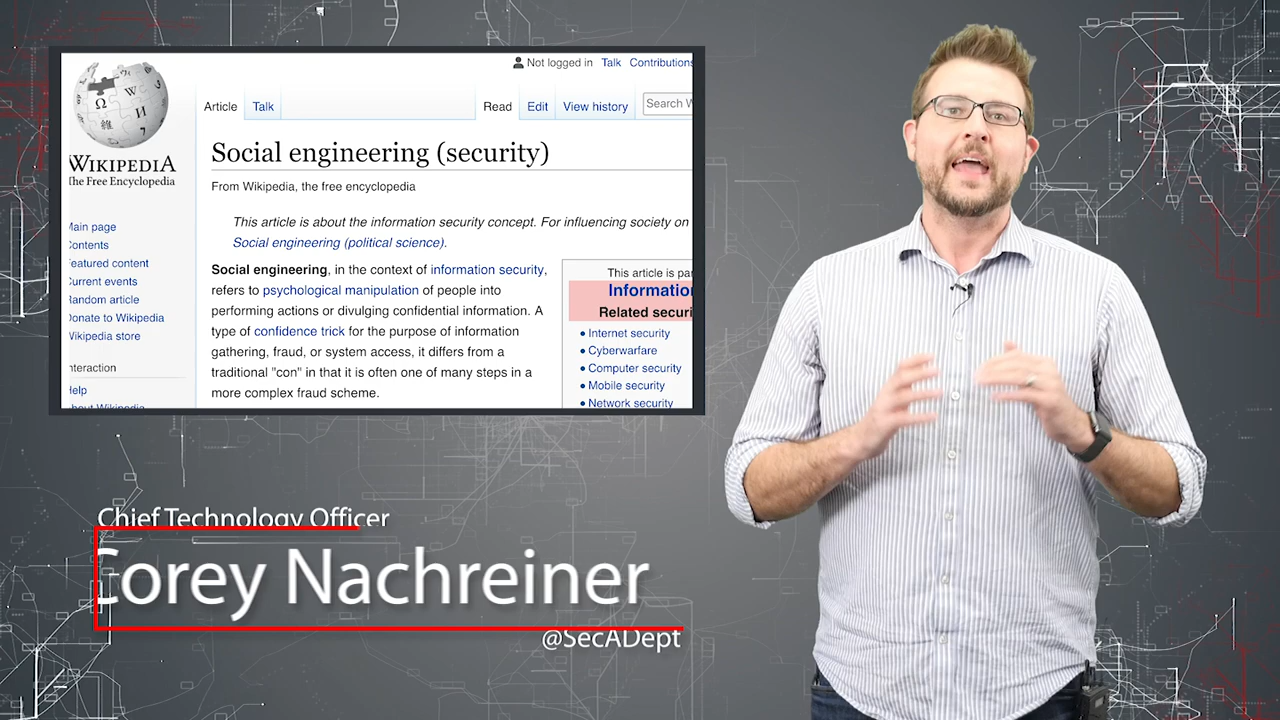 Not logged in Talk Contributions
Article Talk Read Edit View history Search W
WIKIPEDIA
The Free Encyclopedia
Social engineering (security)
From Wikipedia, the free encyclopedia
This article is about the information security concept. For influencing society on
Social engineering (political science).
Main page
Contents
Featured content
Current events
Random article
Donate to Wikipedia
Wikipedia store
Interaction
Help
About Wikipedia
Social engineering, in the context of information security,
refers to psychological manipulation of people into
performing actions or divulging confidential information. A
type of confidence trick for the purpose of information
gathering, fraud, or system access, it differs from a
traditional "con" in that it is often one of many steps in a
more complex fraud scheme.
This article is par
Information
Related securi
• Internet security
• Cyberwarfare
• Computer security
• Mobile security
• Network security
Chief Technology Officer
Corey Nachreiner
@SecADept